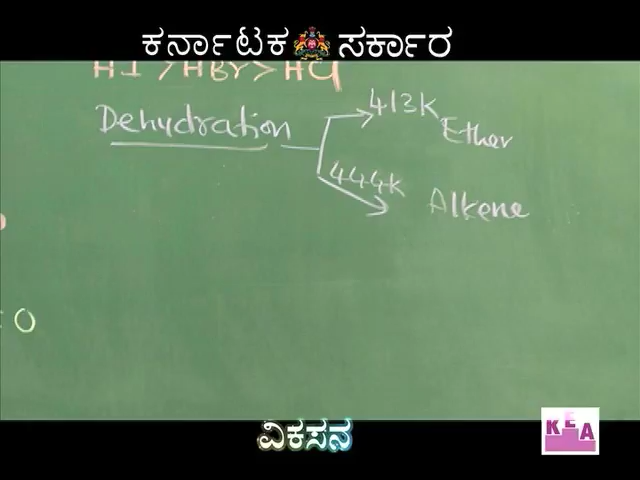 ಕರ್ನಾಟಕ ಸರ್ಕಾರ
HI > HBr > HCl
Dehydration
413K Ether
444K Alkene
= O
ವಿಕಸನ
KEA